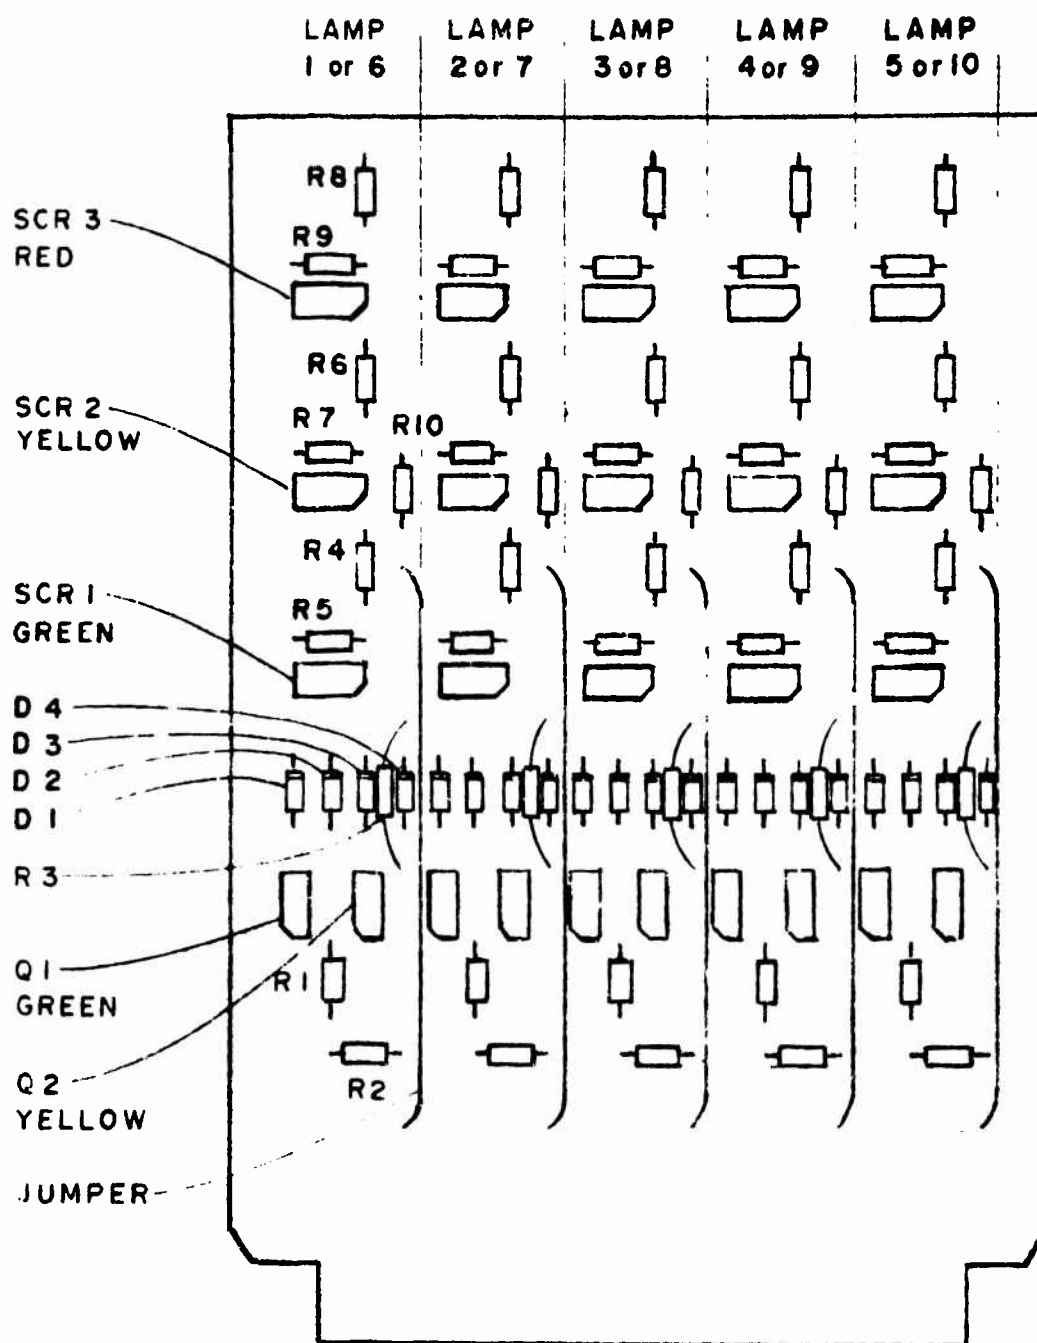 LAMP LAMP LAMP LAMP LAMP
1 or 6 2 or 7 3 or 8 4 or 9 5 or 10
R8
SCR 3
RED
R9
R6
SCR 2
YELLOW
R7
R10
R4
SCR 1
GREEN
R5
D 4
D 3
D 2
D 1
R 3
Q 1
GREEN
R1
Q 2
YELLOW
R2
JUMPER